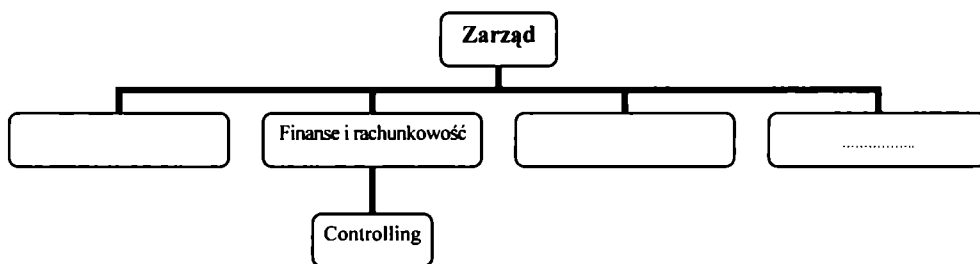 Zarząd
Finanse i rachunkowość
...............
Controlling